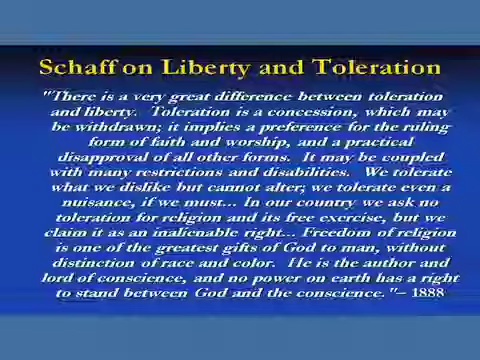 Schaff on Liberty and Toleration
"There is a very great difference between toleration
and liberty. Toleration is a concession, which may
be withdrawn; it implies a preference for the ruling
form of faith and worship, and a practical
disapproval of all other forms. It may be coupled
with many restrictions and disabilities. We tolerate
what we dislike but cannot alter; we tolerate even a
nuisance, if we must... In our country we ask no
toleration for religion and its free exercise, but we
claim it as an inalienable right... Freedom of religion
is one of the greatest gifts of God to man, without
distinction of race and color. He is the author and
lord of conscience, and no power on earth has a right
to stand between God and the conscience."– 1888